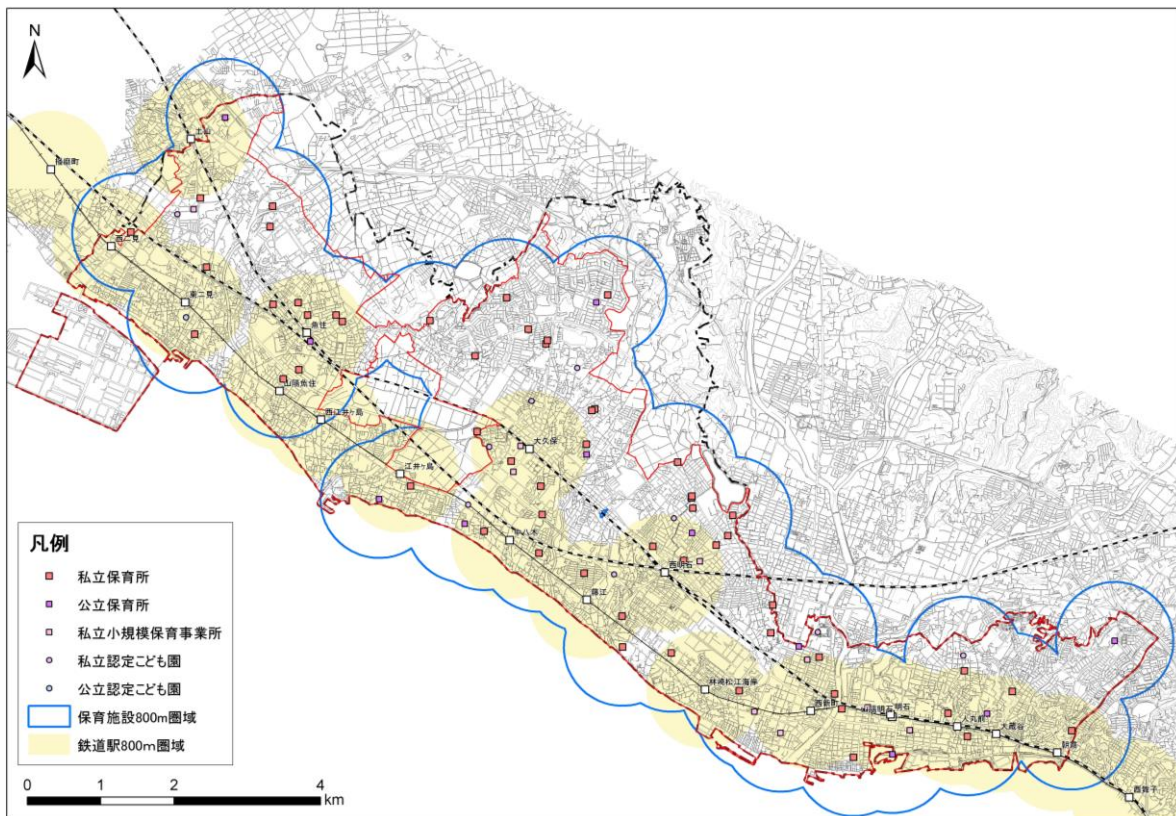 N
土山
播磨町
西二見
東二見
魚住
山陽魚住
西江井ヶ島
大久保
江井ヶ島
中八木
西明石
藤江
林崎松江海岸
西新町
山陽明石
明石
人丸前
大蔵谷
朝霧
西舞子
凡例
私立保育所
公立保育所
私立小規模保育事業所
私立認定こども園
公立認定こども園
保育施設800m圏域
鉄道駅800m圏域
0 1 2 4
km